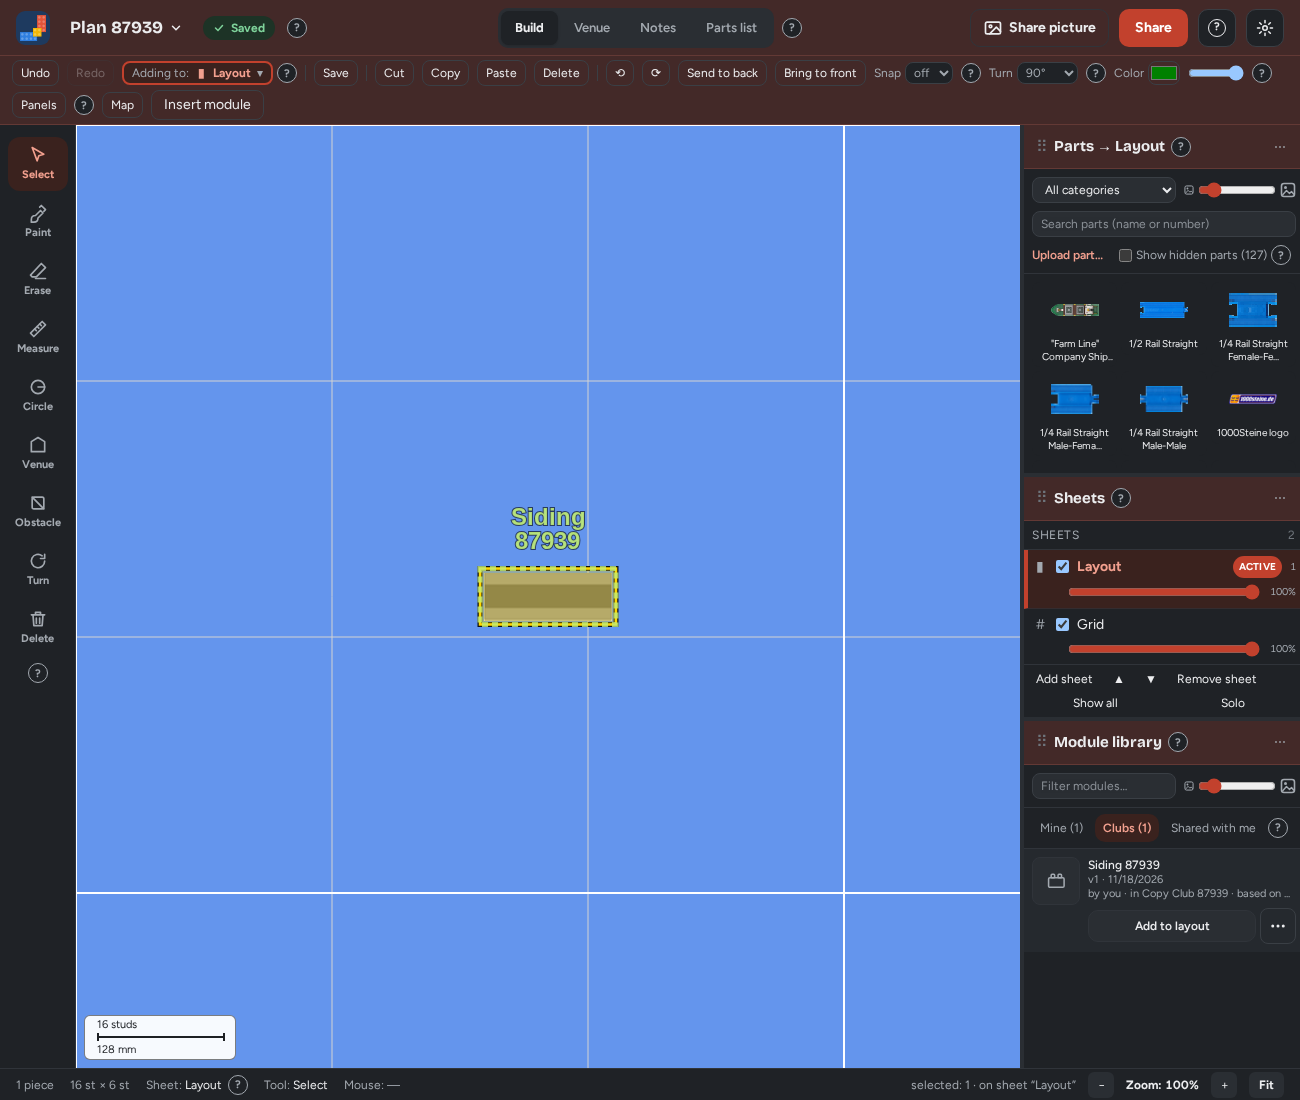 Plan 87939
Saved
?
Build
Venue
Notes
Parts list
?
Share picture
Share
?
Undo
Redo
Adding to: Layout ▾
?
Save
Cut
Copy
Paste
Delete
⟲
⟳
Send to back
Bring to front
Snap off
?
Turn 90°
?
Color
?
Panels
?
Map
Insert module
Select
Paint
Erase
Measure
Circle
Venue
Obstacle
Turn
Delete
?
Siding
87939
16 studs
128 mm
Parts → Layout
?
···
All categories
Search parts (name or number)
Upload part...
Show hidden parts (127)
?
"Farm Line"
Company Ship...
1/2 Rail Straight
1/4 Rail Straight
Female-Fe...
1/4 Rail Straight
Male-Fema...
1/4 Rail Straight
Male-Male
1000Steine.de
1000Steine logo
Sheets
?
···
SHEETS
2
Layout
ACTIVE
1
100%
# Grid
100%
Add sheet
▲
▼
Remove sheet
Show all
Solo
Module library
?
···
Filter modules...
Mine (1)
Clubs (1)
Shared with me
?
Siding 87939
v1 · 11/18/2026
by you · in Copy Club 87939 · based on ...
Add to layout
···
1 piece
16 st × 6 st
Sheet: Layout
?
Tool: Select
Mouse: —
selected: 1 · on sheet “Layout”
-
Zoom: 100%
+
Fit